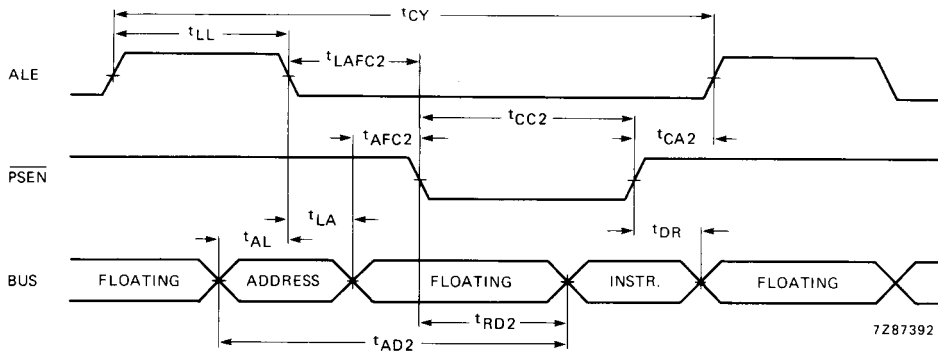 tCY
tLL
tLAFC2
ALE
tCC2
tAFC2
tCA2
PSEN
tLA
tAL
tDR
BUS
FLOATING
ADDRESS
FLOATING
INSTR.
FLOATING
tRD2
tAD2
7Z87392